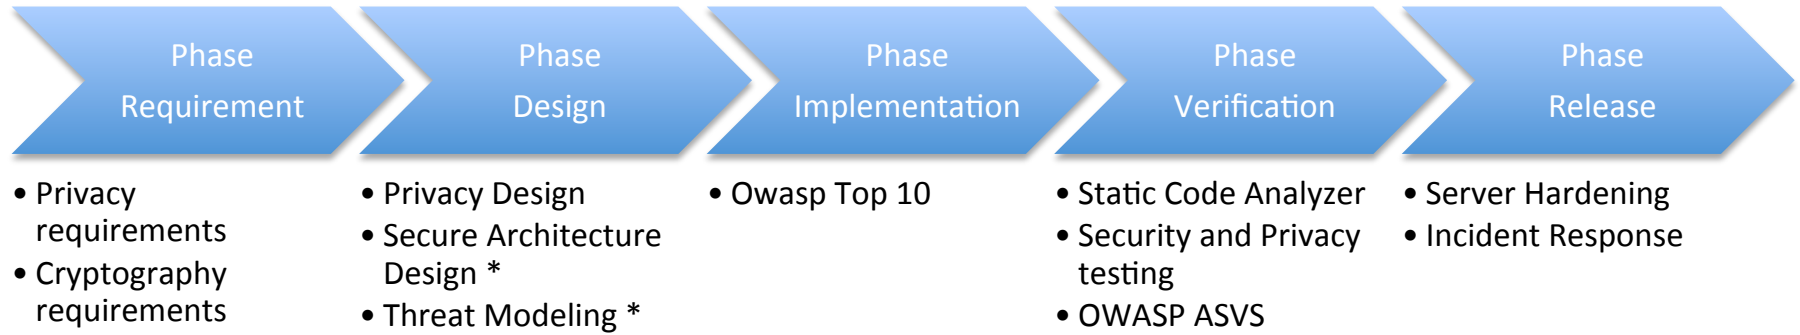 Phase
Requirement
Phase
Design
Phase
Implementation
Phase
Verification
Phase
Release
• Privacy
requirements
• Cryptography
requirements
• Privacy Design
• Secure Architecture
Design *
• Threat Modeling *
• Owasp Top 10
• Static Code Analyzer
• Security and Privacy
testing
• OWASP ASVS
• Server Hardening
• Incident Response